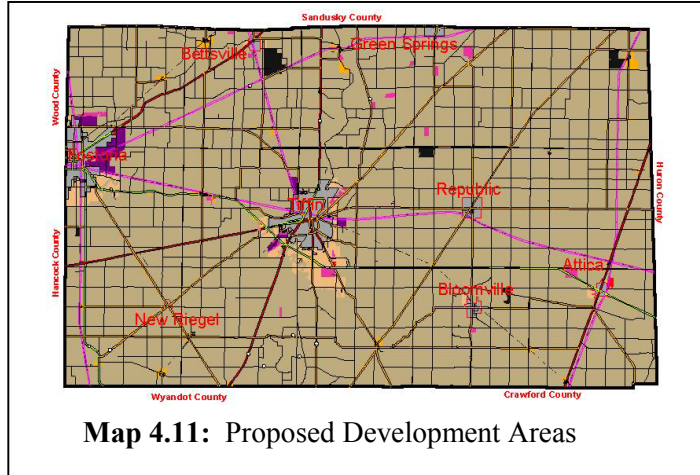 Sandusky County
Bettsville
Green Springs
Wood County
Fostoria
Huron County
Republic
Tiffin
Hancock County
Attica
Bloomville
New Riegel
Wyandot County
Crawford County
Map 4.11: Proposed Development Areas